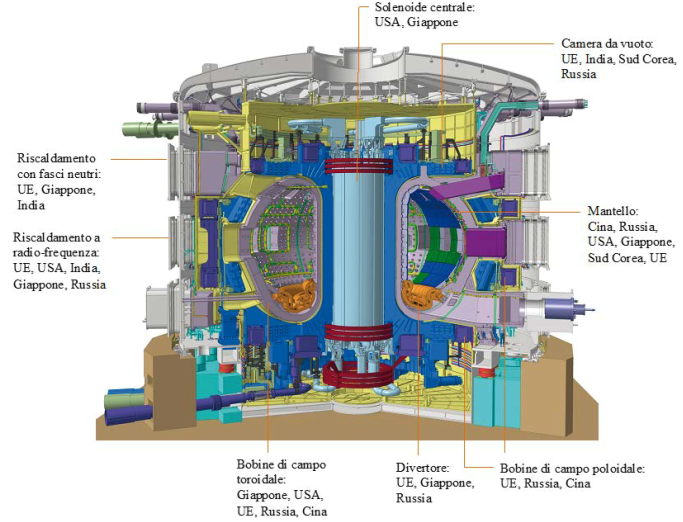 Solenoide centrale:
USA, Giappone
Camera da vuoto:
UE, India, Sud Corea,
Russia
Riscaldamento
con fasci neutri:
UE, Giappone,
India
Mantello:
Cina, Russia,
USA, Giappone,
Sud Corea, UE
Riscaldamento a
radio-frequenza:
UE, USA, India,
Giappone, Russia
Bobine di campo
toroidale:
Giappone, USA,
UE, Russia, Cina
Divertore:
UE, Giappone,
Russia
Bobine di campo poloidale:
UE, Russia, Cina